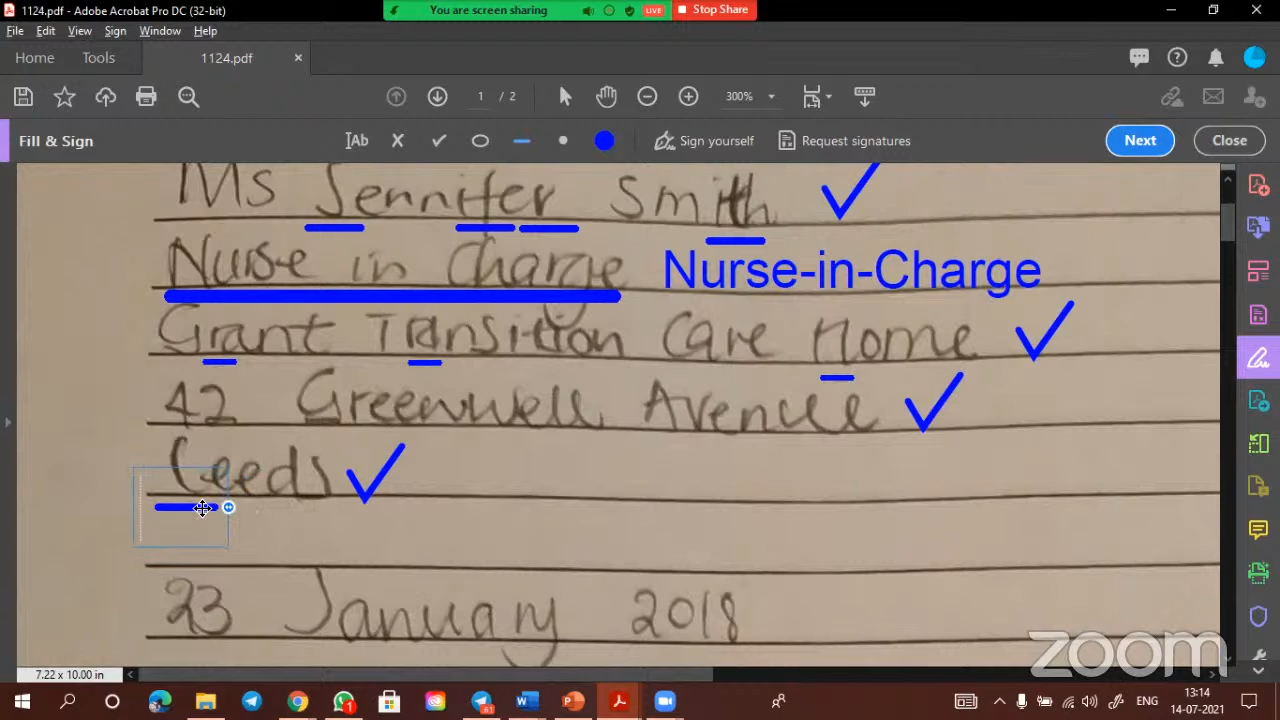 1124.pdf - Adobe Acrobat Pro DC (32-bit)
You are screen sharing
LIVE
Stop Share
File Edit View Sign Window Help
Home Tools 1124.pdf ×
1 / 2
300%
Fill & Sign
Ab
Sign yourself
Request signatures
Next
Close
Ms Jennifer Smith
Nurse in Charge Nurse-in-Charge
Grant Transition Care Home
42 Greenwell Avenue
Leeds
23 January 2018
zoom
7.22 x 10.00 in
1
61
ENG
13:14
14-07-2021